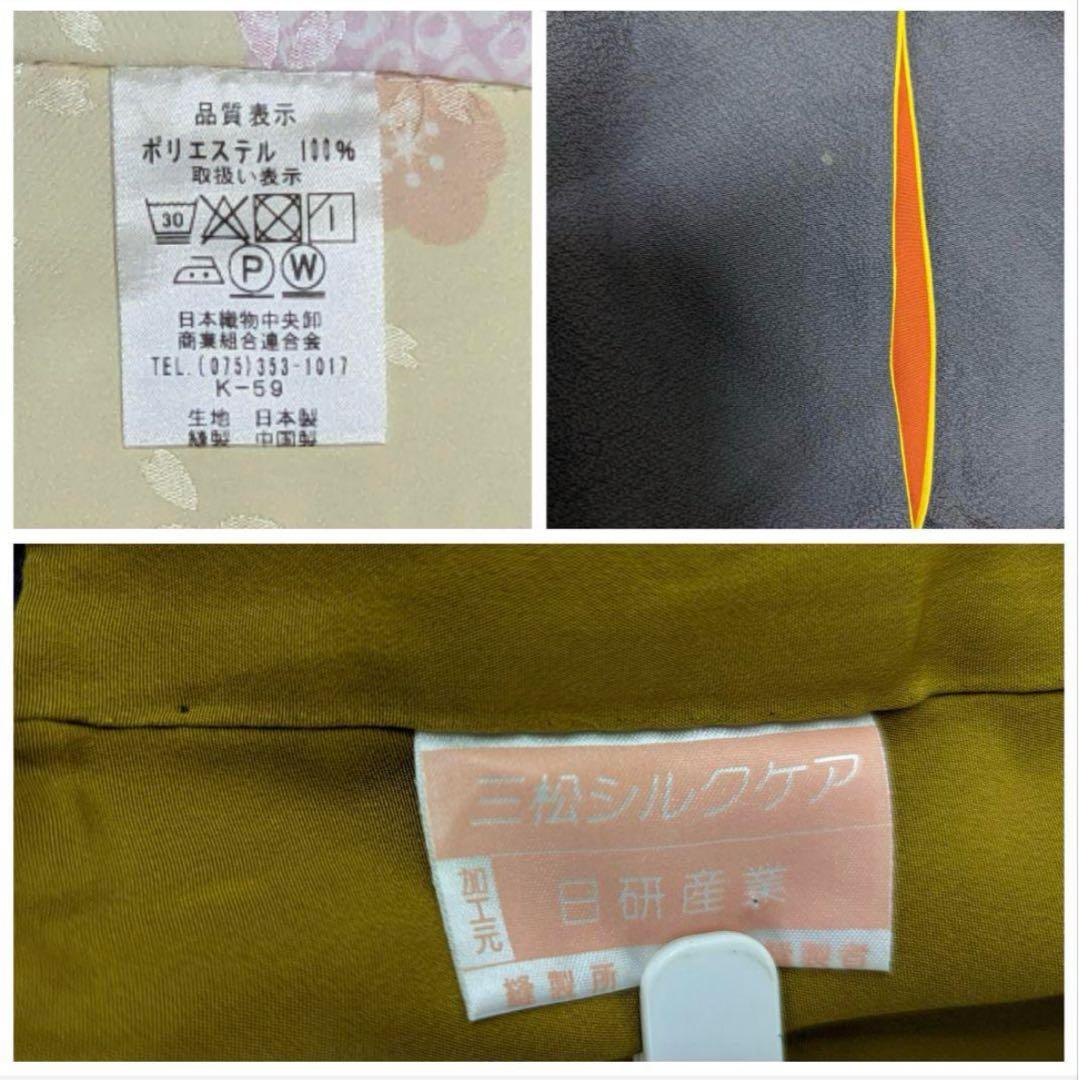 品質表示
ポリエステル 100%
取扱い表示
30
P W
日本織物中央卸
商業組合連合会
TEL.(075)353-1017
K-59
生地 日本製
縫製 中国製
三松シルクケア
加工元 日研産業
縫製所